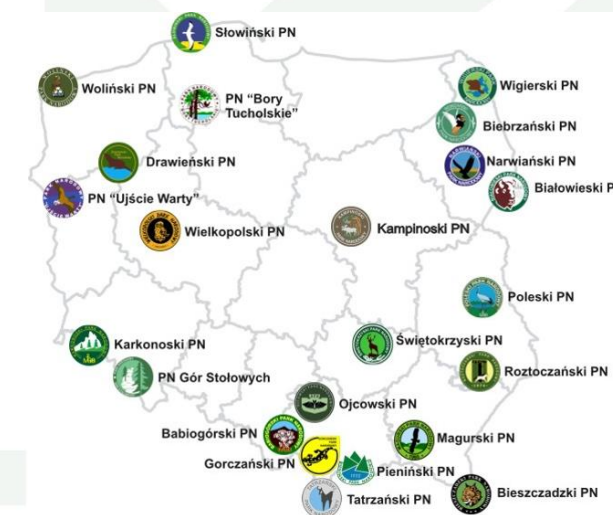 Słowiński PN
Woliński PN
PN “Bory
Tucholskie”
Wigierski PN
Biebrzański PN
Drawieński PN
Narwiański PN
PN “Ujście Warty”
Białowieski P
Wielkopolski PN
Kampinoski PN
Poleski PN
Karkonoski PN
Świętokrzyski PN
PN Gór Stołowych
Roztoczański PN
Ojcowski PN
Babiogórski PN
Magurski PN
Gorczański PN
Pieniński PN
Tatrzański PN
Bieszczadzki PN